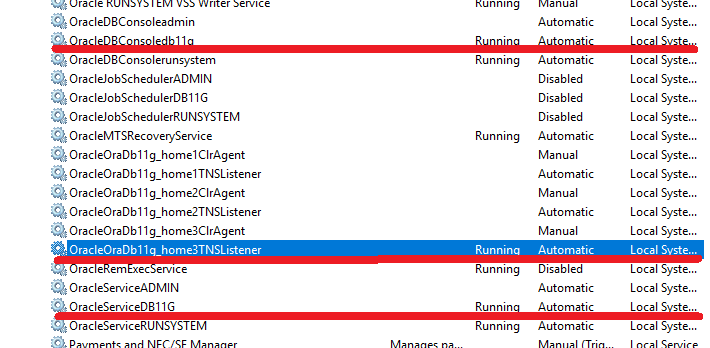 Oracle RUNSYSTEM VSS Writer Service Running Manual Local Syste...
OracleDBConsoleadmin Automatic Local Syste...
OracleDBConsoledb11g Running Automatic Local Syste...
OracleDBConsolerunsystem Running Automatic Local Syste...
OracleJobSchedulerADMIN Disabled Local Syste...
OracleJobSchedulerDB11G Disabled Local Syste...
OracleJobSchedulerRUNSYSTEM Disabled Local Syste...
OracleMTSRecoveryService Running Automatic Local Syste...
OracleOraDb11g_home1ClrAgent Manual Local Syste...
OracleOraDb11g_home1TNSListener Automatic Local Syste...
OracleOraDb11g_home2ClrAgent Manual Local Syste...
OracleOraDb11g_home2TNSListener Automatic Local Syste...
OracleOraDb11g_home3ClrAgent Manual Local Syste...
OracleOraDb11g_home3TNSListener Running Automatic Local Syste...
OracleRemExecService Running Disabled Local Syste...
OracleServiceADMIN Automatic Local Syste...
OracleServiceDB11G Running Automatic Local Syste...
OracleServiceRUNSYSTEM Running Automatic Local Syste...
Payments and NFC/SE Manager Manages pa... Manual (Trig... Local Service